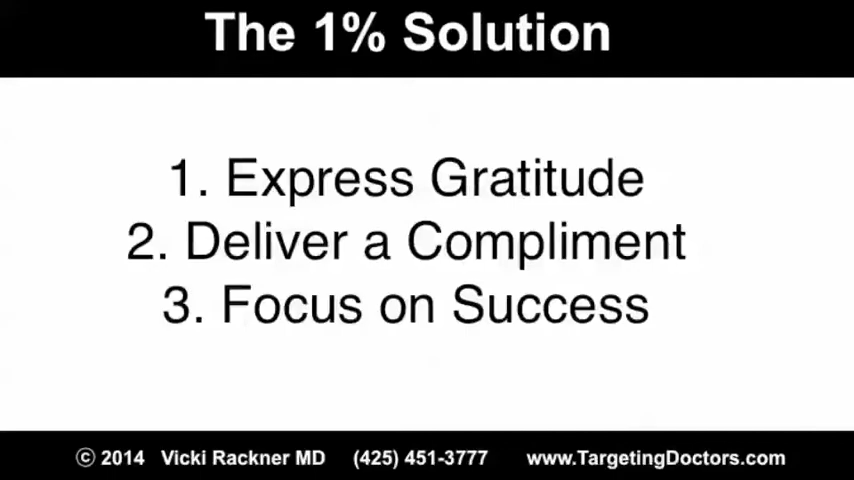 The 1% Solution
1. Express Gratitude
2. Deliver a Compliment
3. Focus on Success
© 2014 Vicki Rackner MD (425) 451-3777 www.TargetingDoctors.com